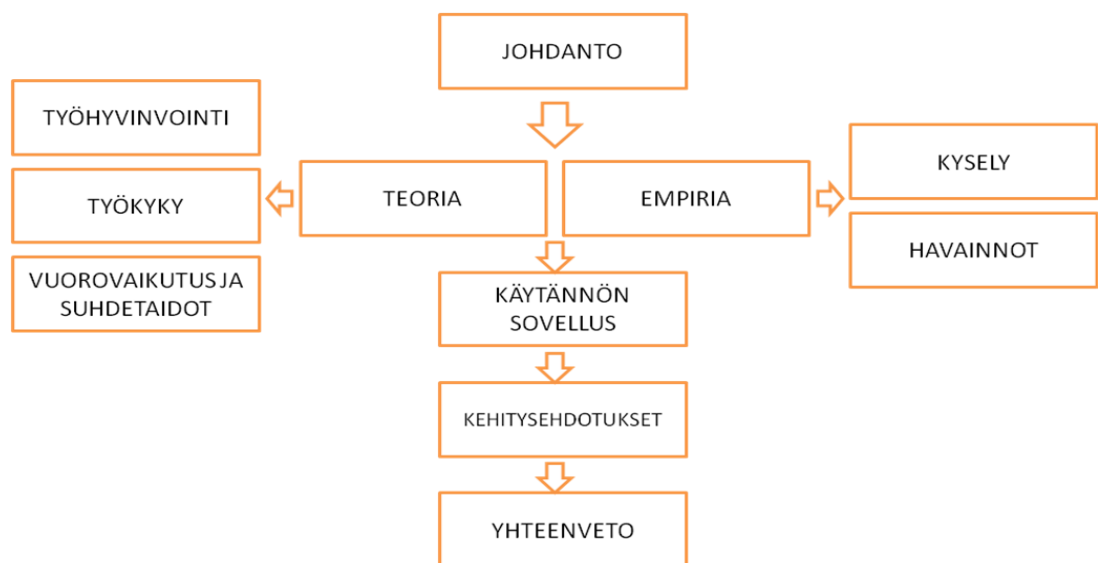 JOHDANTO
TYÖHYVINVOINTI
TYÖKYKY
VUOROVAIKUTUS JA
SUHDETAIDOT
TEORIA
EMPIRIA
KYSELY
HAVAINNOT
KÄYTÄNNÖN
SOVELLUS
KEHITYSEHDOTUKSET
YHTEENVETO